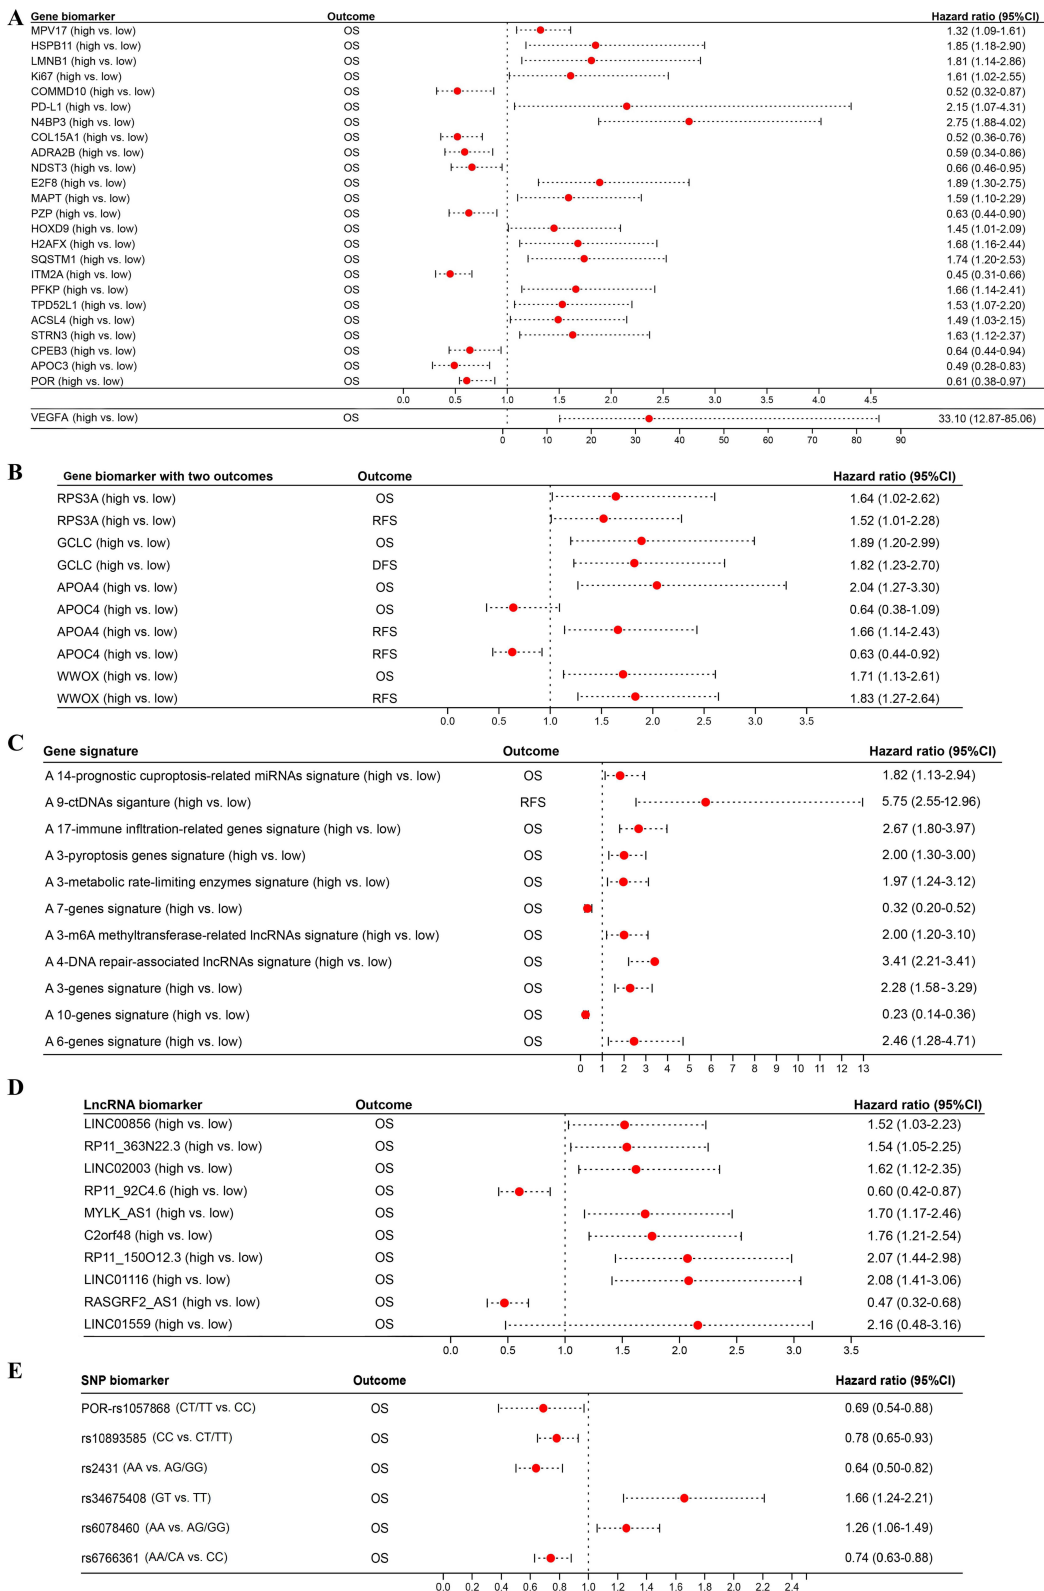 A
Gene biomarker Outcome Hazard ratio (95%CI)
MPV17 (high vs. low) OS 1.32 (1.09-1.61)
HSPB11 (high vs. low) OS 1.85 (1.18-2.90)
LMNB1 (high vs. low) OS 1.81 (1.14-2.86)
Ki67 (high vs. low) OS 1.61 (1.02-2.55)
COMMD10 (high vs. low) OS 0.52 (0.32-0.87)
PD-L1 (high vs. low) OS 2.15 (1.07-4.31)
N4BP3 (high vs. low) OS 2.75 (1.88-4.02)
COL15A1 (high vs. low) OS 0.52 (0.36-0.76)
ADRA2B (high vs. low) OS 0.59 (0.34-0.86)
NDST3 (high vs. low) OS 0.66 (0.46-0.95)
E2F8 (high vs. low) OS 1.89 (1.30-2.75)
MAPT (high vs. low) OS 1.59 (1.10-2.29)
PZP (high vs. low) OS 0.63 (0.44-0.90)
HOXD9 (high vs. low) OS 1.45 (1.01-2.09)
H2AFX (high vs. low) OS 1.68 (1.16-2.44)
SQSTM1 (high vs. low) OS 1.74 (1.20-2.53)
ITM2A (high vs. low) OS 0.45 (0.31-0.66)
PFKP (high vs. low) OS 1.66 (1.14-2.41)
TPD52L1 (high vs. low) OS 1.53 (1.07-2.20)
ACSL4 (high vs. low) OS 1.49 (1.03-2.15)
STRN3 (high vs. low) OS 1.63 (1.12-2.37)
CPEB3 (high vs. low) OS 0.64 (0.44-0.94)
APOC3 (high vs. low) OS 0.49 (0.28-0.83)
POR (high vs. low) OS 0.61 (0.38-0.97)
0.0 0.5 1.0 1.5 2.0 2.5 3.0 3.5 4.0 4.5
VEGFA (high vs. low) OS 33.10 (12.87-85.06)
0 10 20 30 40 50 60 70 80 90
B
Gene biomarker with two outcomes Outcome Hazard ratio (95%CI)
RPS3A (high vs. low) OS 1.64 (1.02-2.62)
RPS3A (high vs. low) RFS 1.52 (1.01-2.28)
GCLC (high vs. low) OS 1.89 (1.20-2.99)
GCLC (high vs. low) DFS 1.82 (1.23-2.70)
APOA4 (high vs. low) OS 2.04 (1.27-3.30)
APOC4 (high vs. low) OS 0.64 (0.38-1.09)
APOA4 (high vs. low) RFS 1.66 (1.14-2.43)
APOC4 (high vs. low) RFS 0.63 (0.44-0.92)
WWOX (high vs. low) OS 1.71 (1.13-2.61)
WWOX (high vs. low) RFS 1.83 (1.27-2.64)
0.0 0.5 1.0 1.5 2.0 2.5 3.0 3.5
C
Gene signature Outcome Hazard ratio (95%CI)
A 14-prognostic cuproptosis-related miRNAs signature (high vs. low) OS 1.82 (1.13-2.94)
A 9-ctDNAs siganture (high vs. low) RFS 5.75 (2.55-12.96)
A 17-immune infltration-related genes signature (high vs. low) OS 2.67 (1.80-3.97)
A 3-pyroptosis genes signature (high vs. low) OS 2.00 (1.30-3.00)
A 3-metabolic rate-limiting enzymes signature (high vs. low) OS 1.97 (1.24-3.12)
A 7-genes signature (high vs. low) OS 0.32 (0.20-0.52)
A 3-m6A methyltransferase-related lncRNAs signature (high vs. low) OS 2.00 (1.20-3.10)
A 4-DNA repair-associated lncRNAs signature (high vs. low) OS 3.41 (2.21-3.41)
A 3-genes signature (high vs. low) OS 2.28 (1.58-3.29)
A 10-genes signature (high vs. low) OS 0.23 (0.14-0.36)
A 6-genes signature (high vs. low) OS 2.46 (1.28-4.71)
0 1 2 3 4 5 6 7 8 9 10 11 12 13
D
LncRNA biomarker Outcome Hazard ratio (95%CI)
LINC00856 (high vs. low) OS 1.52 (1.03-2.23)
RP11_363N22.3 (high vs. low) OS 1.54 (1.05-2.25)
LINC02003 (high vs. low) OS 1.62 (1.12-2.35)
RP11_92C4.6 (high vs. low) OS 0.60 (0.42-0.87)
MYLK_AS1 (high vs. low) OS 1.70 (1.17-2.46)
C2orf48 (high vs. low) OS 1.76 (1.21-2.54)
RP11_150O12.3 (high vs. low) OS 2.07 (1.44-2.98)
LINC01116 (high vs. low) OS 2.08 (1.41-3.06)
RASGRF2_AS1 (high vs. low) OS 0.47 (0.32-0.68)
LINC01559 (high vs. low) OS 2.16 (0.48-3.16)
0.0 0.5 1.0 1.5 2.0 2.5 3.0 3.5
E
SNP biomarker Outcome Hazard ratio (95%CI)
POR-rs1057868 (CT/TT vs. CC) OS 0.69 (0.54-0.88)
rs10893585 (CC vs. CT/TT) OS 0.78 (0.65-0.93)
rs2431 (AA vs. AG/GG) OS 0.64 (0.50-0.82)
rs34675408 (GT vs. TT) OS 1.66 (1.24-2.21)
rs6078460 (AA vs. AG/GG) OS 1.26 (1.06-1.49)
rs6766361 (AA/CA vs. CC) OS 0.74 (0.63-0.88)
0.0 0.2 0.4 0.6 0.8 1.0 1.2 1.4 1.6 1.8 2.0 2.2 2.4